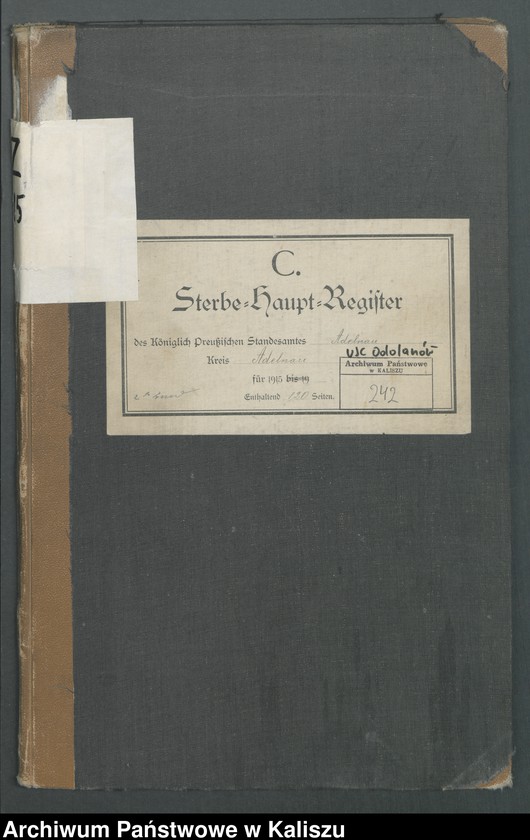 Z
5
C.
Sterbe=Haupt=Register
des Königlich Preußischen Standesamtes Adelnau
Kreis Adelnau
für 1915 bis 19
Enthaltend 120 Seiten.
USC Odolanów
Archiwum Państwowe
w KALISZU
242
Archiwum Państwowe w Kaliszu